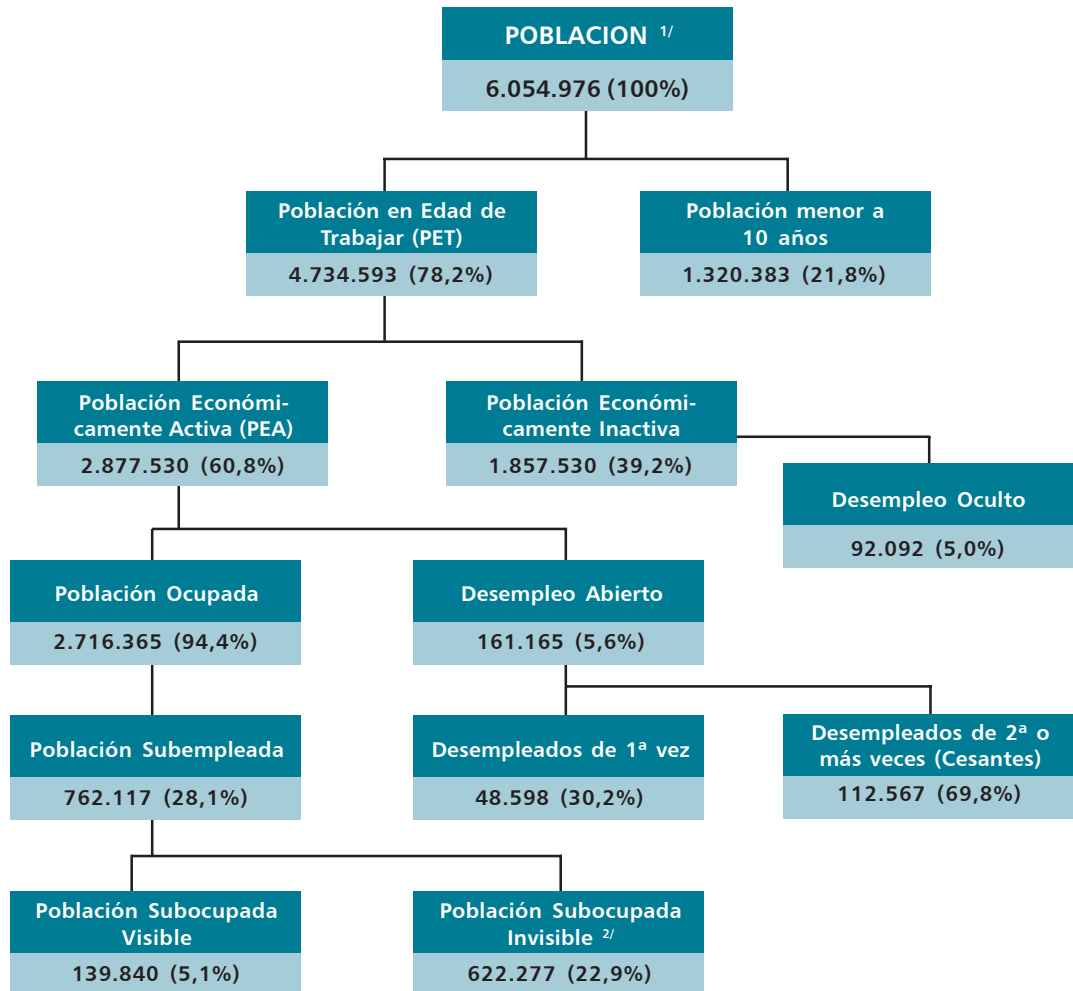 POBLACION 1/
6.054.976 (100%)
Población en Edad de
Trabajar (PET)
4.734.593 (78,2%)
Población menor a
10 años
1.320.383 (21,8%)
Población Económi-
camente Activa (PEA)
2.877.530 (60,8%)
Población Económi-
camente Inactiva
1.857.530 (39,2%)
Desempleo Oculto
92.092 (5,0%)
Población Ocupada
2.716.365 (94,4%)
Desempleo Abierto
161.165 (5,6%)
Población Subempleada
762.117 (28,1%)
Desempleados de 1ª vez
48.598 (30,2%)
Desempleados de 2ª o
más veces (Cesantes)
112.567 (69,8%)
Población Subocupada
Visible
139.840 (5,1%)
Población Subocupada
Invisible 2/
622.277 (22,9%)